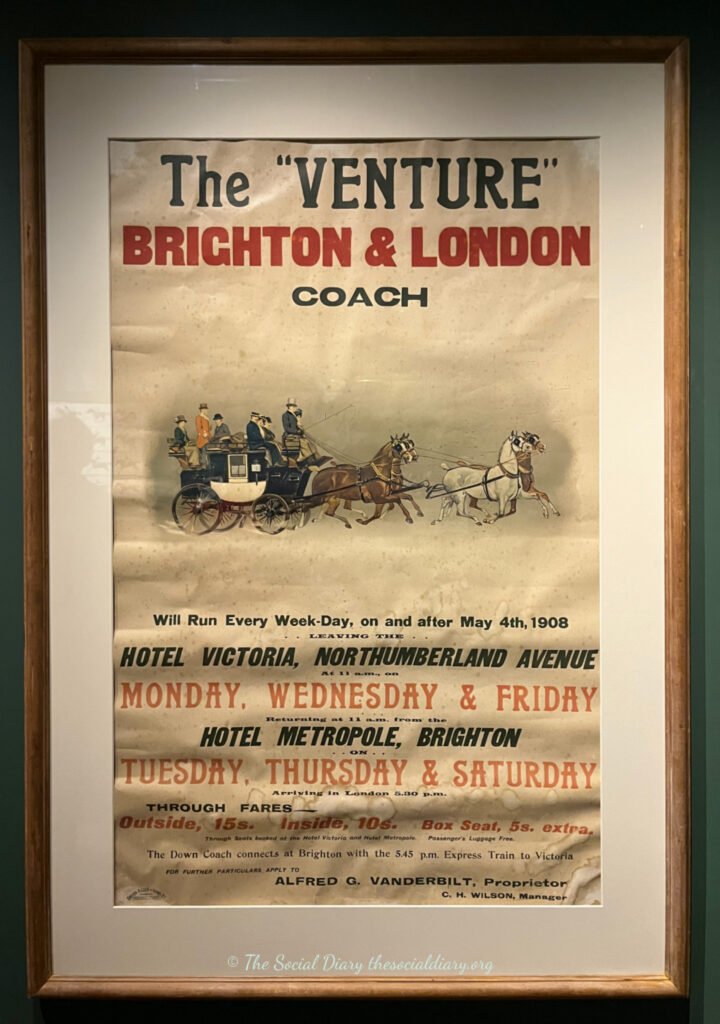 The "VENTURE"
BRIGHTON & LONDON
COACH
Will Run Every Week-Day, on and after May 4th, 1908
. . LEAVING THE . .
HOTEL VICTORIA, NORTHUMBERLAND AVENUE
At 11 a.m., on
MONDAY, WEDNESDAY & FRIDAY
Returning at 11 a.m. from the
HOTEL METROPOLE, BRIGHTON
. . ON . .
TUESDAY, THURSDAY & SATURDAY
Arriving in London 5.30 p.m.
THROUGH FARES
Outside, 15s. Inside, 10s. Box Seat, 5s. extra.
Through Seats booked at the Hotel Victoria and Hotel Metropole. Passenger's Luggage Free.
The Down Coach connects at Brighton with the 5.45 p.m. Express Train to Victoria
FOR FURTHER PARTICULARS APPLY TO
ALFRED G. VANDERBILT, Proprietor
C. H. WILSON, Manager
© The Social Diary thesocialdiary.org